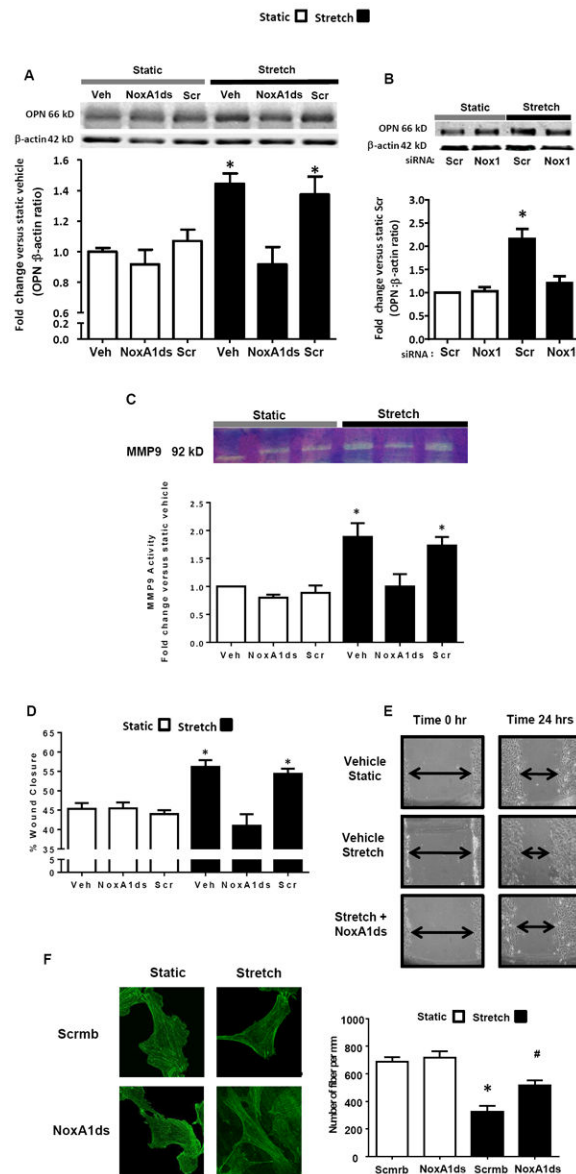 Static Stretch
A
Static Stretch
Veh NoxA1ds Scr Veh NoxA1ds Scr
OPN 66 kD
β-actin 42 kD
Fold change versus static vehicle
(OPN β-actin ratio)
1.6
1.4
1.2
1.0
0.8
0.6
0.2
0.0
* *
Veh NoxA1ds Scr Veh NoxA1ds Scr
B
Static Stretch
OPN 66 kD
β-actin 42 kD
siRNA: Scr Nox1 Scr Nox1
Fold change versus static Scr
(OPN :β-actin ratio)
3.0
2.5
2.0
1.5
1.0
0.5
0.0
*
siRNA : Scr Nox1 Scr Nox1
C
Static Stretch
MMP9 92 kD
MMP9 Activity
Fold change versus static vehicle
2.5
2.0
1.5
1.0
0.5
0.0
* *
Veh NoxA1ds Scr Veh NoxA1ds Scr
D
Static Stretch
% Wound Closure
65
60
55
50
45
40
35
5
0
* *
Veh NoxA1ds Scr Veh NoxA1ds Scr
E
Time 0 hr Time 24 hrs
Vehicle
Static
Vehicle
Stretch
Stretch +
NoxA1ds
F
Static Stretch
Scrmb
NoxA1ds
Static Stretch
Number of fiber per mm
1000
800
600
400
200
0
* #
Scmrb NoxA1ds Scrmb NoxA1ds